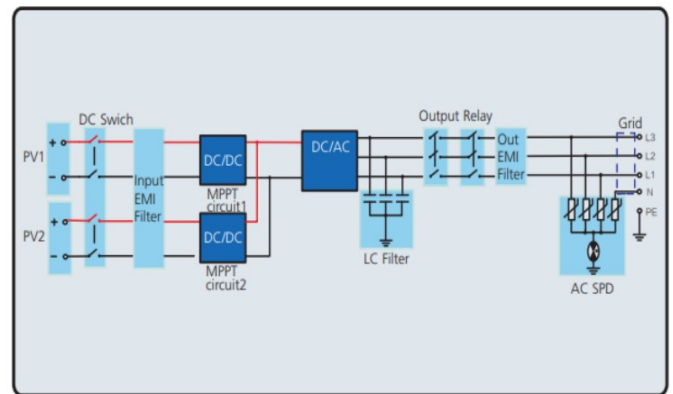 DC Swich
Output Relay
Grid
PV1
+
-
PV2
+
-
Input
EMI
Filter
DC/DC
MPPT
circuit1
DC/DC
MPPT
circuit2
DC/AC
LC Filter
Out
EMI
Filter
L3
L2
L1
N
PE
AC SPD